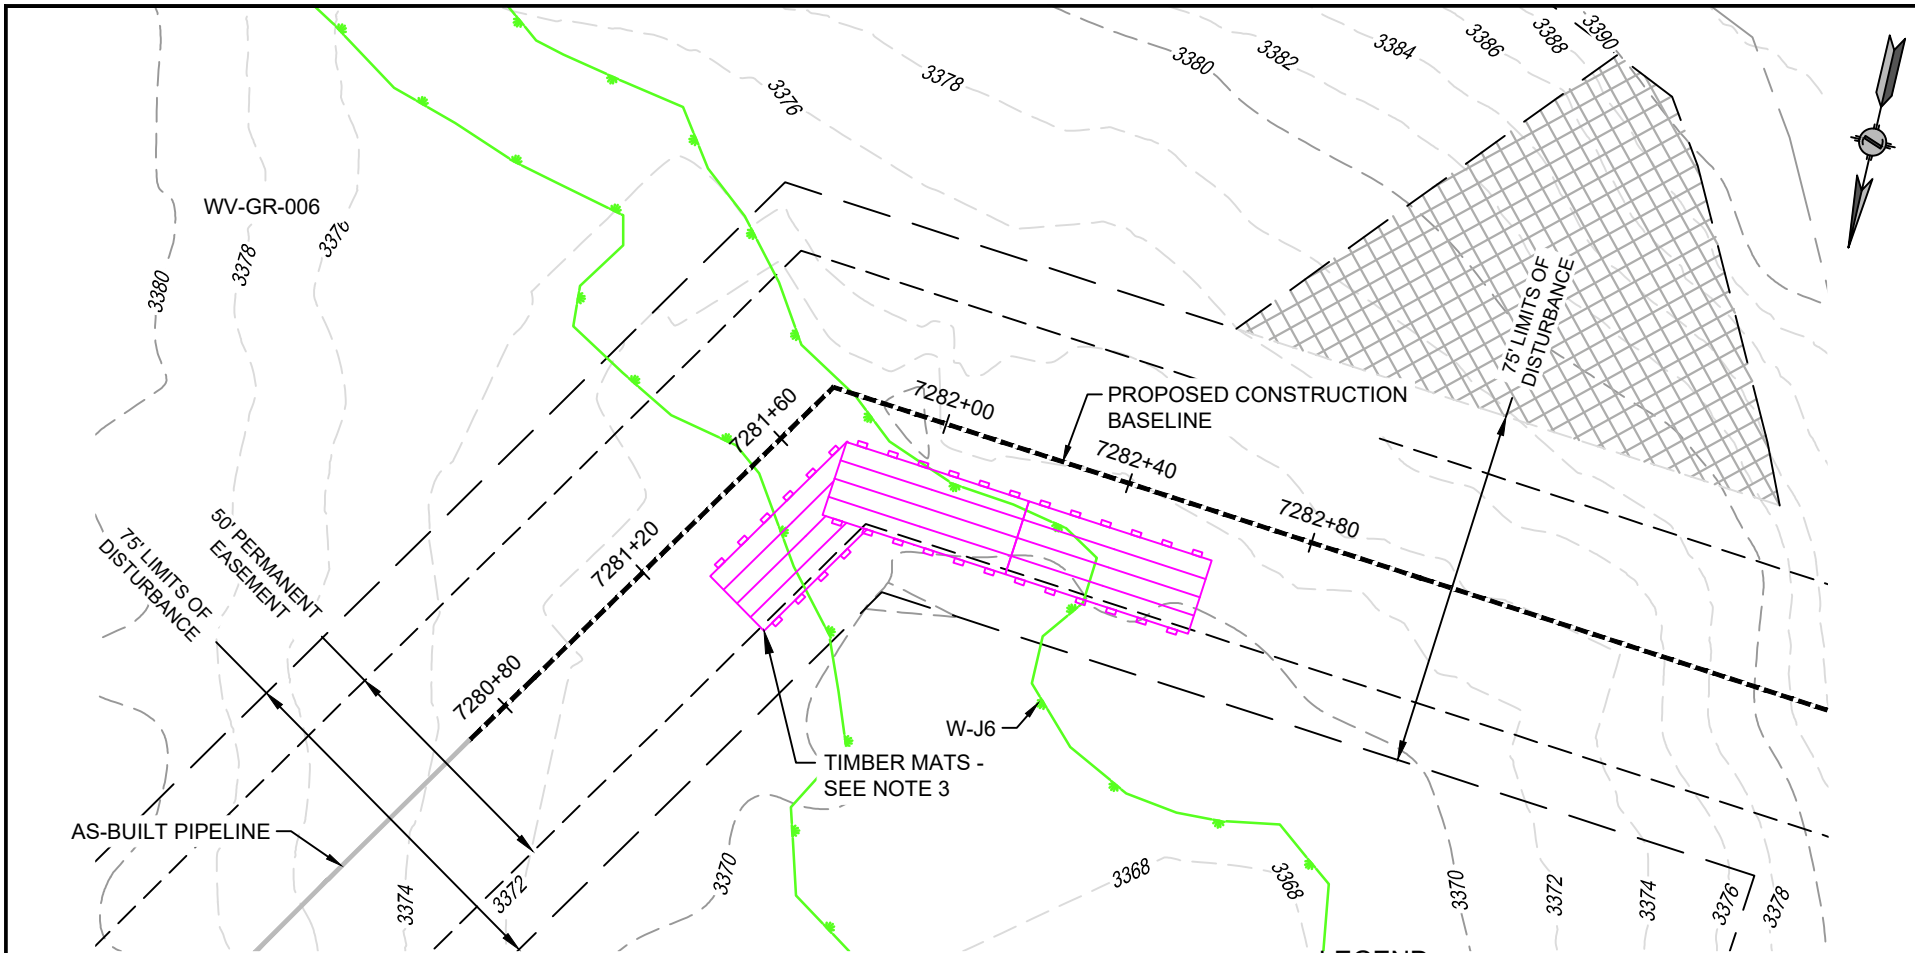 3390
3388
3386
3384
3382
3380
3378
3376
WV-GR-006
3376
3378
3380
75' LIMITS OF
DISTURBANCE
PROPOSED CONSTRUCTION
BASELINE
7282+00
7281+60
7282+40
7282+80
7281+20
50' PERMANENT
EASEMENT
75' LIMITS OF
DISTURBANCE
7280+80
W-J6
TIMBER MATS -
SEE NOTE 3
AS-BUILT PIPELINE
3374
3372
3370
3368
3368
3370
3372
3374
3376
3378